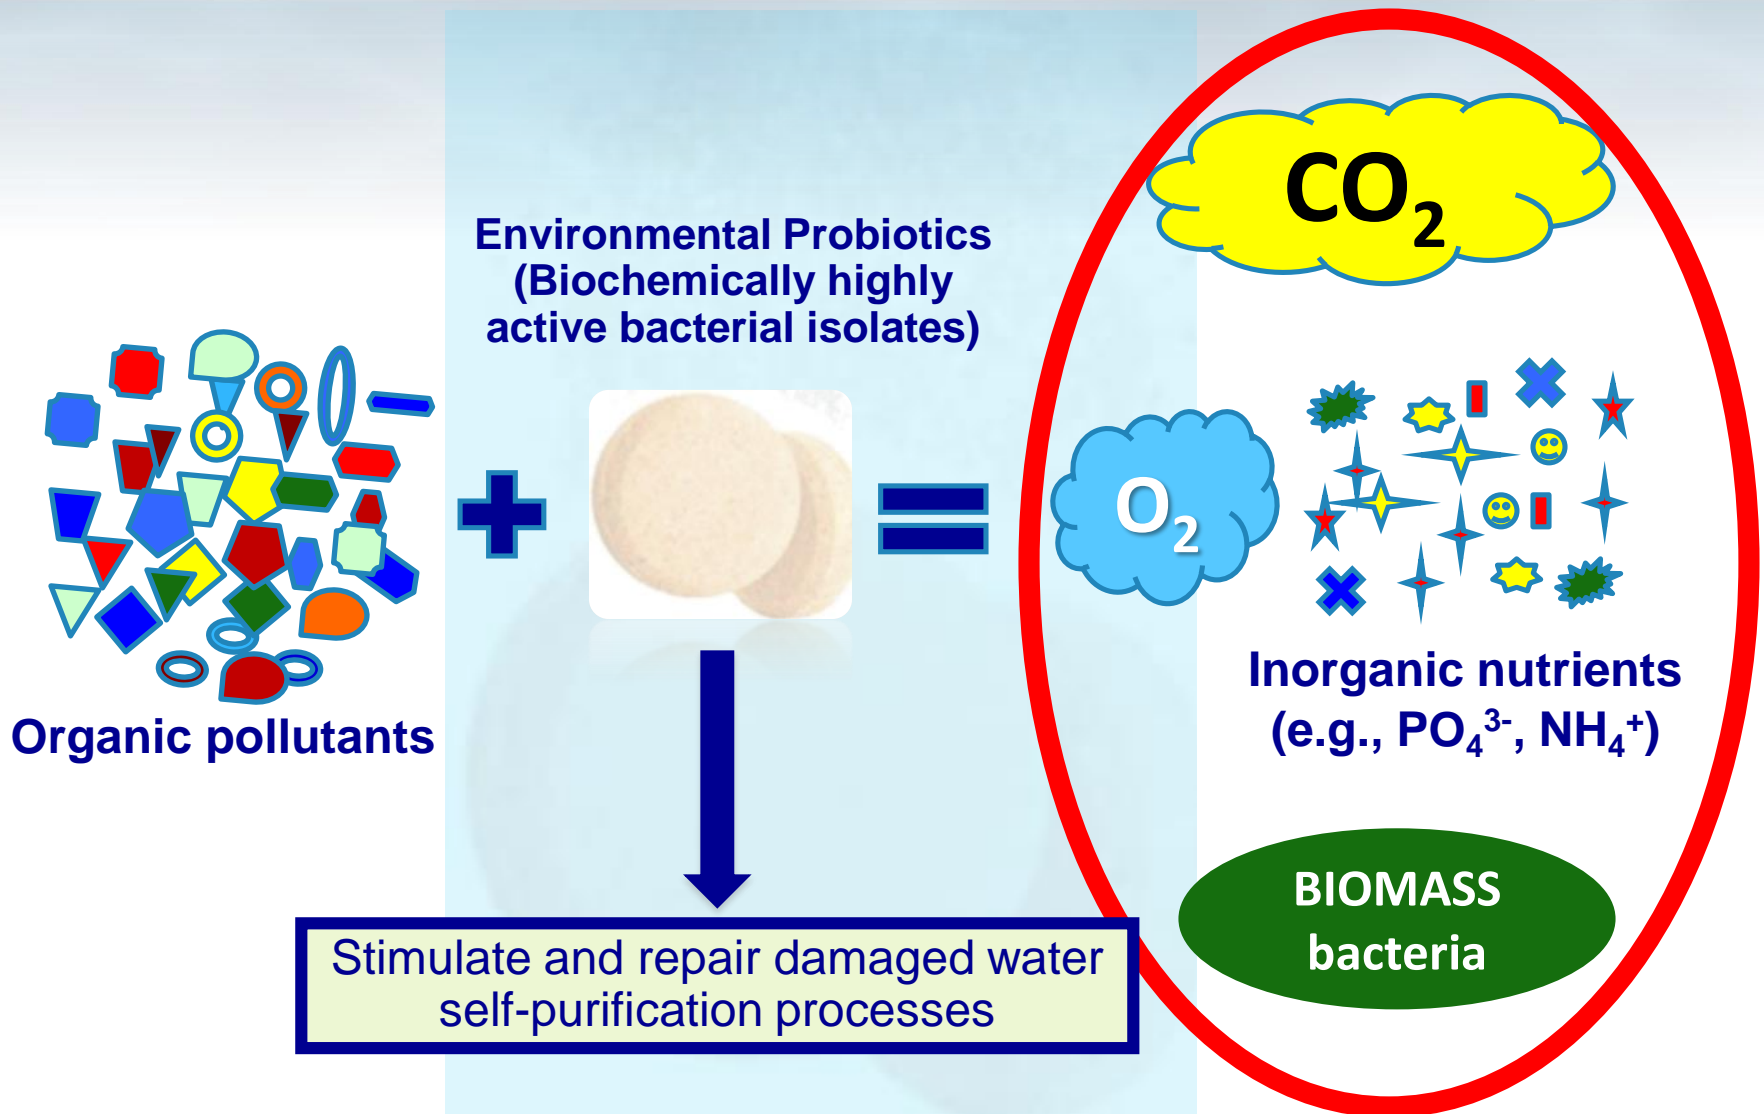 Environmental Probiotics
(Biochemically highly
active bacterial isolates)
Organic pollutants
CO₂
O₂
Inorganic nutrients
(e.g., PO₄³⁻, NH₄⁺)
BIOMASS
bacteria
Stimulate and repair damaged water
self-purification processes